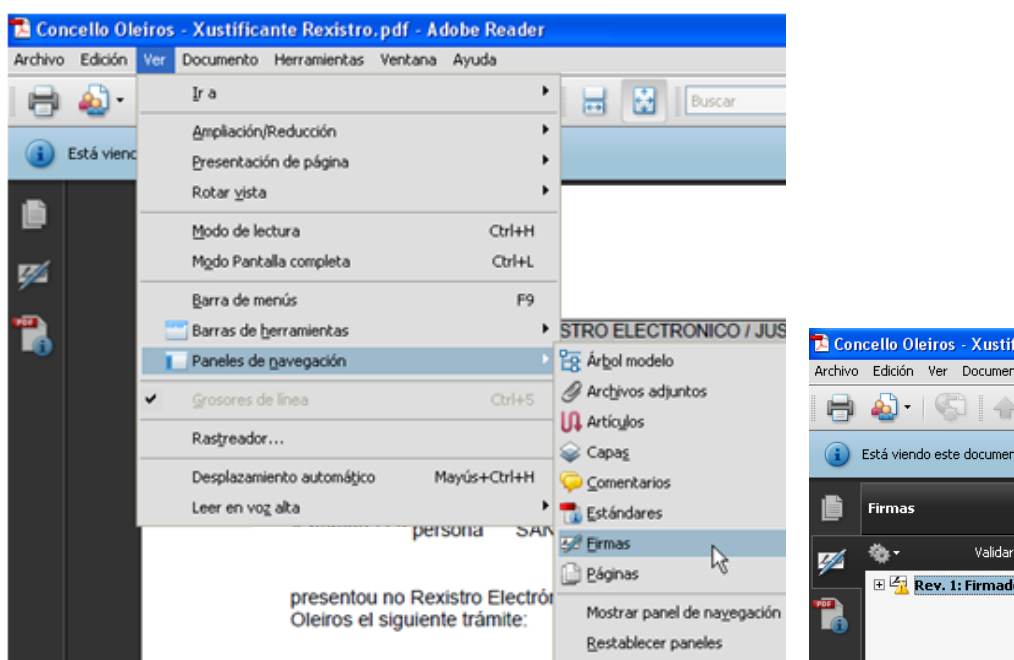 Concello Oleiros - Xustificante Rexistro.pdf - Adobe Reader
Archivo Edición Ver Documento Herramientas Ventana Ayuda
Ir a
Buscar
Ampliación/Reducción
Está viend
Presentación de página
Rotar vista
Modo de lectura Ctrl+H
Modo Pantalla completa Ctrl+L
Barra de menús F9
Barras de herramientas
STRO ELECTRONICO / JUS
Paneles de navegación
Árbol modelo
Archivos adjuntos
Grosores de línea Ctrl+5
Artículos
Rastreador...
Capas
Desplazamiento automático Mayús+Ctrl+H
Comentarios
Leer en voz alta
Estándares
persona SAN
Firmas
Páginas
presentou no Rexistro Electrón
Oleiros el siguiente trámite:
Mostrar panel de navegación
Restablecer paneles
PDF
Concello Oleiros - Xustif
Archivo Edición Ver Documen
Está viendo este documen
Firmas
Validar
Rev. 1: Firmado
PDF